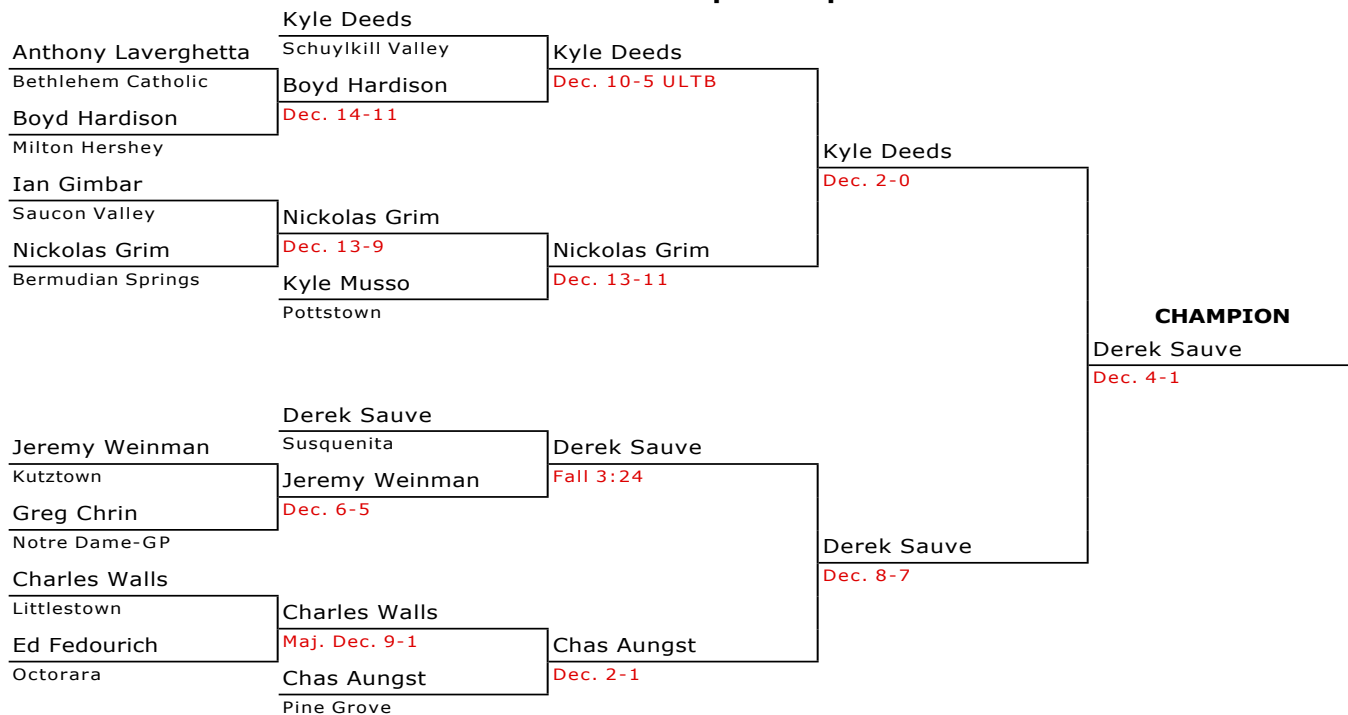 Kyle Deeds
Anthony Laverghetta
Schuylkill Valley
Kyle Deeds
Bethlehem Catholic
Boyd Hardison
Dec. 10-5 ULTB
Boyd Hardison
Dec. 14-11
Milton Hershey
Kyle Deeds
Ian Gimbar
Dec. 2-0
Saucon Valley
Nickolas Grim
Nickolas Grim
Dec. 13-9
Nickolas Grim
Bermudian Springs
Kyle Musso
Dec. 13-11
Pottstown
CHAMPION
Derek Sauve
Dec. 4-1
Derek Sauve
Jeremy Weinman
Susquenita
Derek Sauve
Kutztown
Jeremy Weinman
Fall 3:24
Greg Chrin
Dec. 6-5
Notre Dame-GP
Derek Sauve
Charles Walls
Dec. 8-7
Littlestown
Charles Walls
Ed Fedourich
Maj. Dec. 9-1
Chas Aungst
Octorara
Chas Aungst
Dec. 2-1
Pine Grove